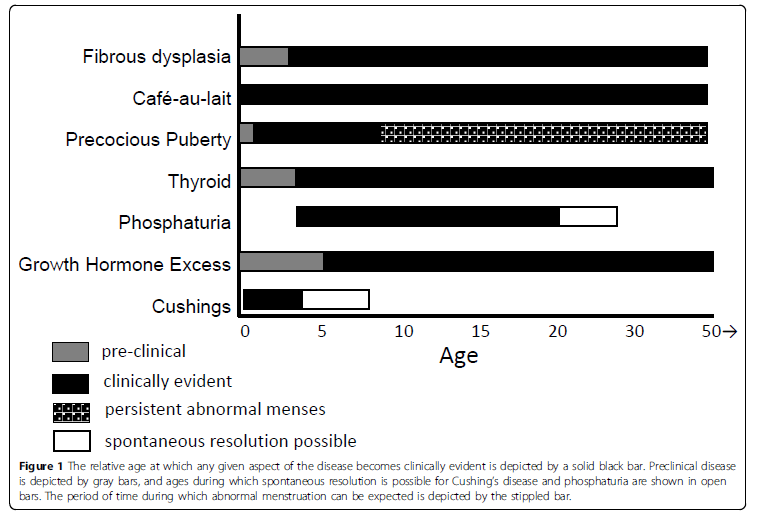 Fibrous dysplasia
Café-au-lait
Precocious Puberty
Thyroid
Phosphaturia
Growth Hormone Excess
Cushings
0 5 10 15 20 30 50→
Age
pre-clinical
clinically evident
persistent abnormal menses
spontaneous resolution possible
Figure 1 The relative age at which any given aspect of the disease becomes clinically evident is depicted by a solid black bar. Preclinical disease
is depicted by gray bars, and ages during which spontaneous resolution is possible for Cushing's disease and phosphaturia are shown in open
bars. The period of time during which abnormal menstruation can be expected is depicted by the stippled bar.